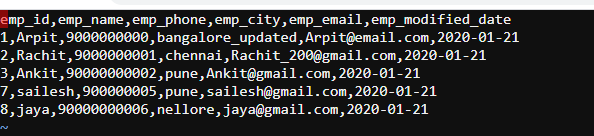 emp_id,emp_name,emp_phone,emp_city,emp_email,emp_modified_date
1,Arpit,9000000000,bangalore_updated,Arpit@email.com,2020-01-21
2,Rachit,9000000001,chennai,Rachit_200@gmail.com,2020-01-21
3,Ankit,9000000002,pune,Ankit@gmail.com,2020-01-21
7,sailesh,900000005,pune,sailesh@gmail.com,2020-01-21
8,jaya,90000000006,nellore,jaya@gmail.com,2020-01-21
~